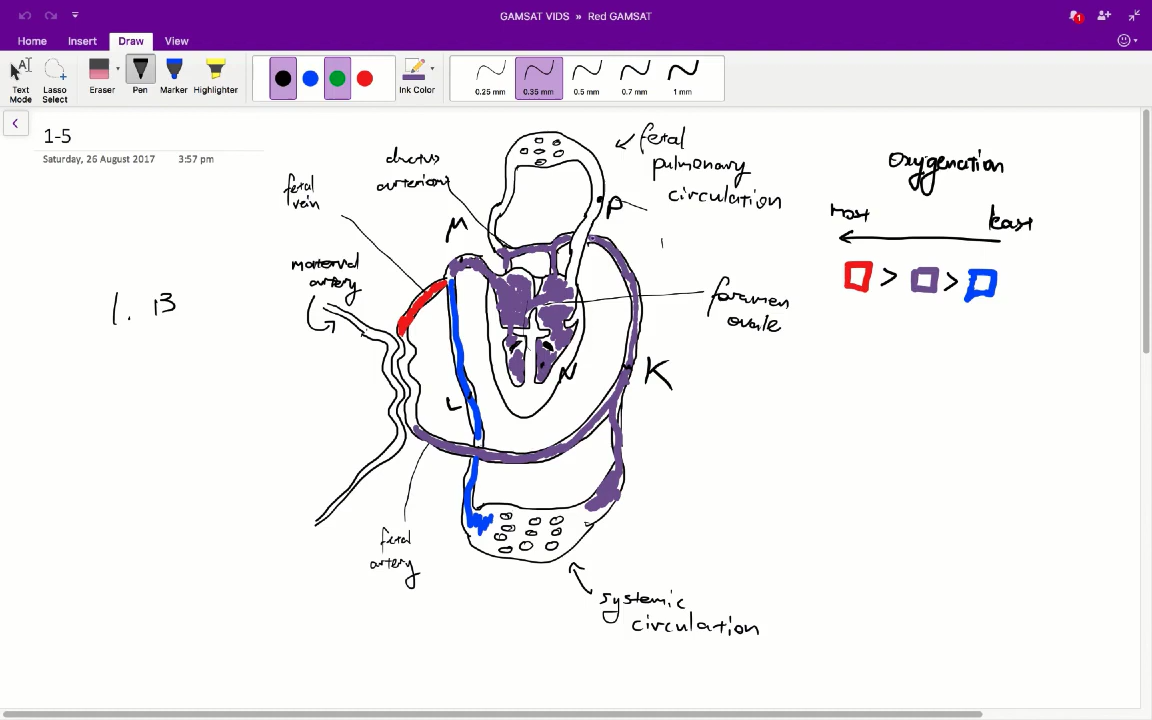 GAMSAT VIDS » Red GAMSAT
1
Home Insert Draw View
Text Mode
Lasso Select
Eraser
Pen
Marker
Highlighter
Ink Color
0.25 mm
0.35 mm
0.5 mm
0.7 mm
1 mm
1-5
Saturday, 26 August 2017 3:57 pm
ductus
arteriosus
fetal
pulmonary
circulation
Oxygenation
most
least
> >
fetal
vein
P
M
maternal
artery
foramen
ovale
1. B
N
K
L
fetal
artery
systemic
circulation